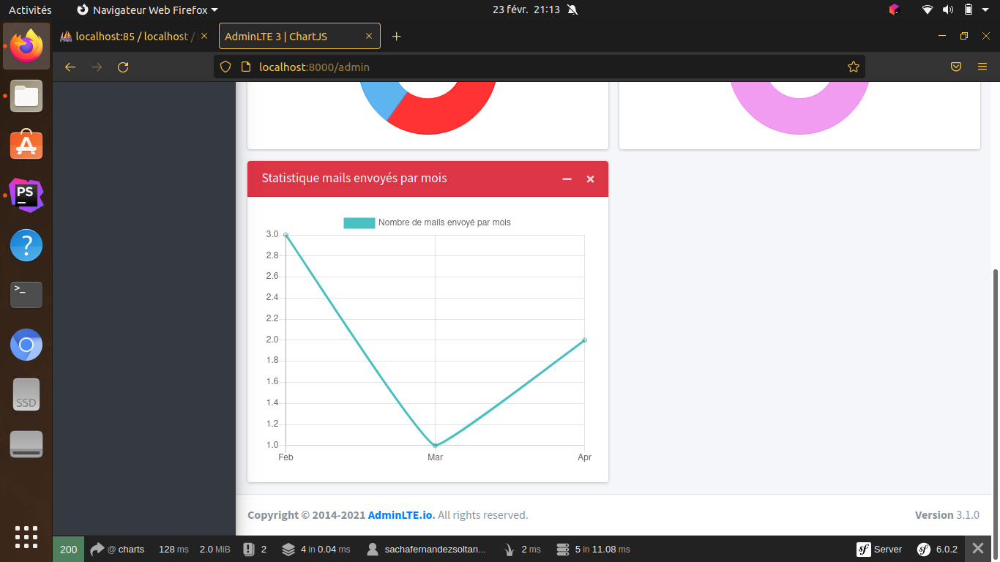 Activités Navigateur Web Firefox 23 févr. 21:13
localhost:85 / localhost / AdminLTE 3 | ChartJS
localhost:8000/admin
Statistique mails envoyés par mois
Nombre de mails envoyé par mois
3.0
2.8
2.6
2.4
2.2
2.0
1.8
1.6
1.4
1.2
1.0
Feb Mar Apr
PS
?
>_
SSD
Copyright © 2014-2021 AdminLTE.io. All rights reserved. Version 3.1.0
200 @ charts 128 ms 2.0 MiB 2 4 in 0.04 ms sachafernandezsoltan... 2 ms 5 in 11.08 ms sf Server sf 6.0.2